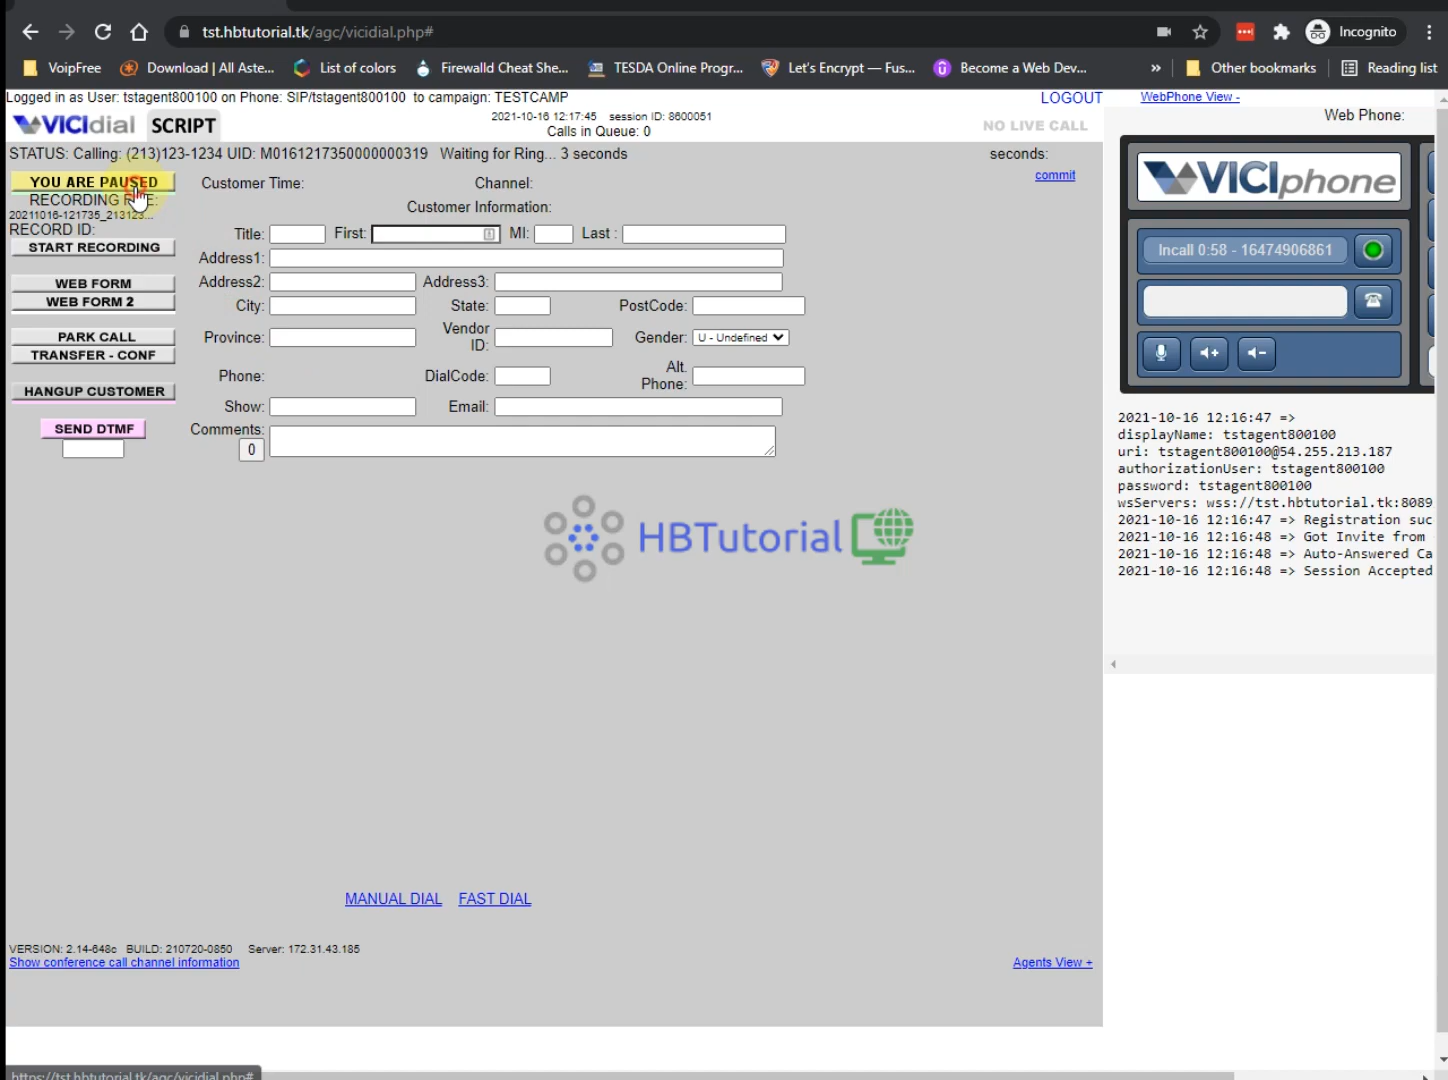 tst.hbtutorial.tk/agc/vicidial.php#
Incognito
VoipFree
Download | All Aste...
List of colors
Firewalld Cheat She...
TESDA Online Progr...
Let's Encrypt — Fus...
Become a Web Dev...
»
Other bookmarks
Reading list
Logged in as User: tstagent800100 on Phone: SIP/tstagent800100 to campaign: TESTCAMP
LOGOUT
WebPhone View -
Web Phone:
VICIdial
SCRIPT
2021-10-16 12:17:45 session ID: 8600051
Calls in Queue: 0
NO LIVE CALL
STATUS: Calling: (213)123-1234 UID: M0161217350000000319 Waiting for Ring... 3 seconds
seconds:
YOU ARE PAUSED
Customer Time:
Channel:
commit
RECORDING
20211016-121735_213123...
RECORD ID:
START RECORDING
WEB FORM
WEB FORM 2
PARK CALL
TRANSFER - CONF
HANGUP CUSTOMER
SEND DTMF
Customer Information:
Title:
First:
MI:
Last :
Address1:
Address2:
Address3:
City:
State:
PostCode:
Province:
Vendor
ID:
Gender:
U - Undefined
Phone:
DialCode:
Alt.
Phone:
Show:
Email:
Comments:
0
HBTutorial
MANUAL DIAL
FAST DIAL
VERSION: 2.14-648c BUILD: 210720-0850 Server: 172.31.43.185
Show conference call channel information
Agents View +
VICIphone
Incall 0:58 - 16474906861
2021-10-16 12:16:47 =>
displayName: tstagent800100
uri: tstagent800100@54.255.213.187
authorizationUser: tstagent800100
password: tstagent800100
wsServers: wss://tst.hbtutorial.tk:8089
2021-10-16 12:16:47 => Registration suc
2021-10-16 12:16:48 => Got Invite from
2021-10-16 12:16:48 => Auto-Answered Ca
2021-10-16 12:16:48 => Session Accepted
https://tst.hbtutorial.tk/agc/vicidial.php#